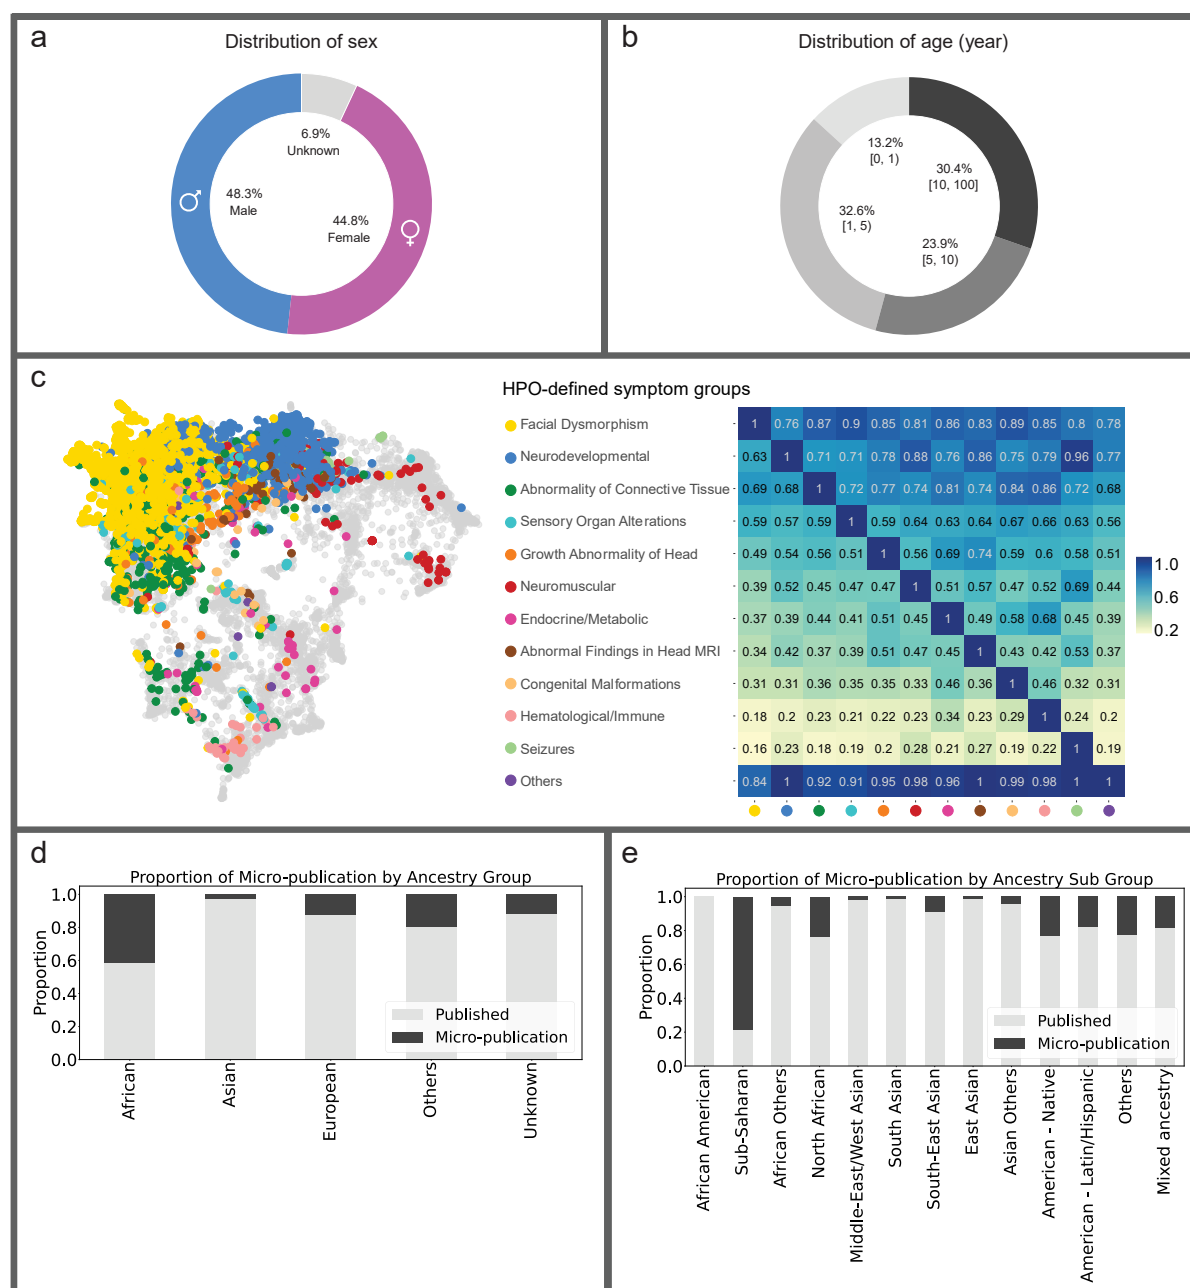 a
Distribution of sex
6.9%
Unknown
48.3%
Male
44.8%
Female
b
Distribution of age (year)
13.2%
[0, 1)
30.4%
[10, 100]
32.6%
[1, 5)
23.9%
[5, 10)
c
HPO-defined symptom groups
Facial Dysmorphism 1 0.76 0.87 0.9 0.85 0.81 0.86 0.83 0.89 0.85 0.8 0.78
Neurodevelopmental 0.63 1 0.71 0.71 0.78 0.88 0.76 0.86 0.75 0.79 0.96 0.77
Abnormality of Connective Tissue 0.69 0.68 1 0.72 0.77 0.74 0.81 0.74 0.84 0.86 0.72 0.68
Sensory Organ Alterations 0.59 0.57 0.59 1 0.59 0.64 0.63 0.64 0.67 0.66 0.63 0.56
Growth Abnormality of Head 0.49 0.54 0.56 0.51 1 0.56 0.69 0.74 0.59 0.6 0.58 0.51
Neuromuscular 0.39 0.52 0.45 0.47 0.47 1 0.51 0.57 0.47 0.52 0.69 0.44
Endocrine/Metabolic 0.37 0.39 0.44 0.41 0.51 0.45 1 0.49 0.58 0.68 0.45 0.39
Abnormal Findings in Head MRI 0.34 0.42 0.37 0.39 0.51 0.47 0.45 1 0.43 0.42 0.53 0.37
Congenital Malformations 0.31 0.31 0.36 0.35 0.35 0.33 0.46 0.36 1 0.46 0.32 0.31
Hematological/Immune 0.18 0.2 0.23 0.21 0.22 0.23 0.34 0.23 0.29 1 0.24 0.2
Seizures 0.16 0.23 0.18 0.19 0.2 0.28 0.21 0.27 0.19 0.22 1 0.19
Others 0.84 1 0.92 0.91 0.95 0.98 0.96 1 0.99 0.98 1 1
1.0
0.6
0.2
d
Proportion of Micro-publication by Ancestry Group
Proportion
1.0
0.8
0.6
0.4
0.2
0.0
Published
Micro-publication
African
Asian
European
Others
Unknown
e
Proportion of Micro-publication by Ancestry Sub Group
Proportion
1.0
0.8
0.6
0.4
0.2
0.0
Published
Micro-publication
African American
Sub-Saharan
African Others
North African
Middle-East/West Asian
South Asian
South-East Asian
East Asian
Asian Others
American - Native
American - Latin/Hispanic
Others
Mixed ancestry